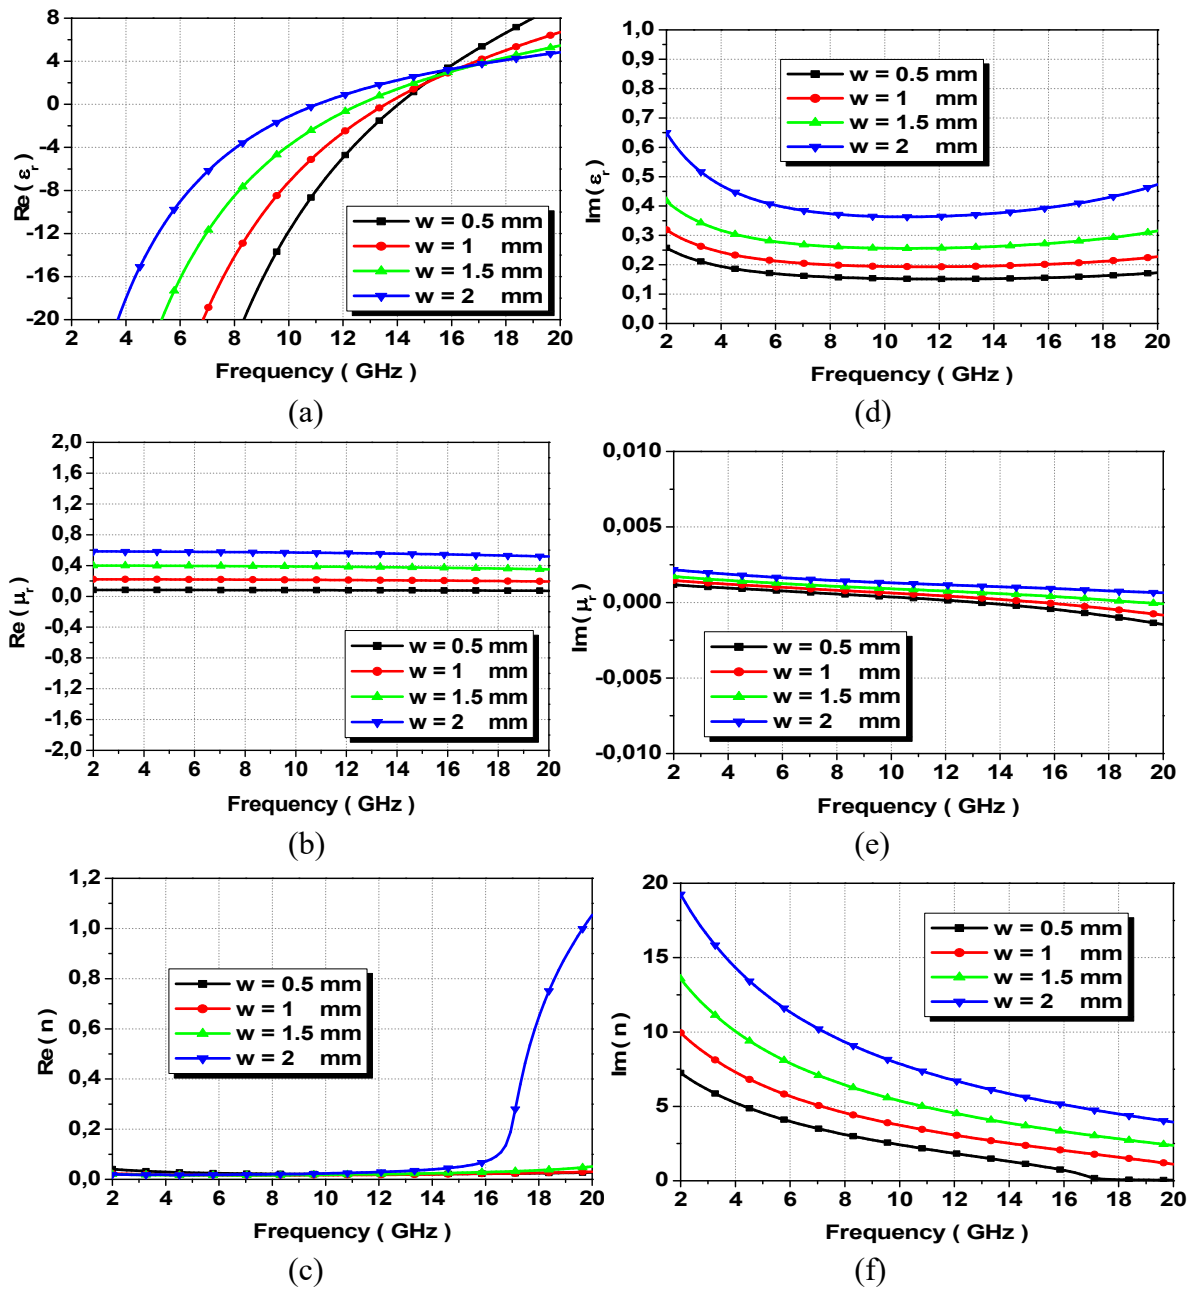 8
4
0
-4
-8
-12
-16
-20
Re( ε_r )
w = 0.5 mm
w = 1 mm
w = 1.5 mm
w = 2 mm
2 4 6 8 10 12 14 16 18 20
Frequency ( GHz )
(a)
1,0
0,9
0,8
0,7
0,6
0,5
0,4
0,3
0,2
0,1
0,0
Im( ε_r )
w = 0.5 mm
w = 1 mm
w = 1.5 mm
w = 2 mm
2 4 6 8 10 12 14 16 18 20
Frequency ( GHz )
(d)
2,0
1,6
1,2
0,8
0,4
0,0
-0,4
-0,8
-1,2
-1,6
-2,0
Re( μ_r )
w = 0.5 mm
w = 1 mm
w = 1.5 mm
w = 2 mm
2 4 6 8 10 12 14 16 18 20
Frequency ( GHz )
(b)
0,010
0,005
0,000
-0,005
-0,010
Im( μ_r )
w = 0.5 mm
w = 1 mm
w = 1.5 mm
w = 2 mm
2 4 6 8 10 12 14 16 18 20
Frequency ( GHz )
(e)
1,2
1,0
0,8
0,6
0,4
0,2
0,0
Re( n )
w = 0.5 mm
w = 1 mm
w = 1.5 mm
w = 2 mm
2 4 6 8 10 12 14 16 18 20
Frequency ( GHz )
(c)
20
15
10
5
0
Im( n )
w = 0.5 mm
w = 1 mm
w = 1.5 mm
w = 2 mm
2 4 6 8 10 12 14 16 18 20
Frequency ( GHz )
(f)